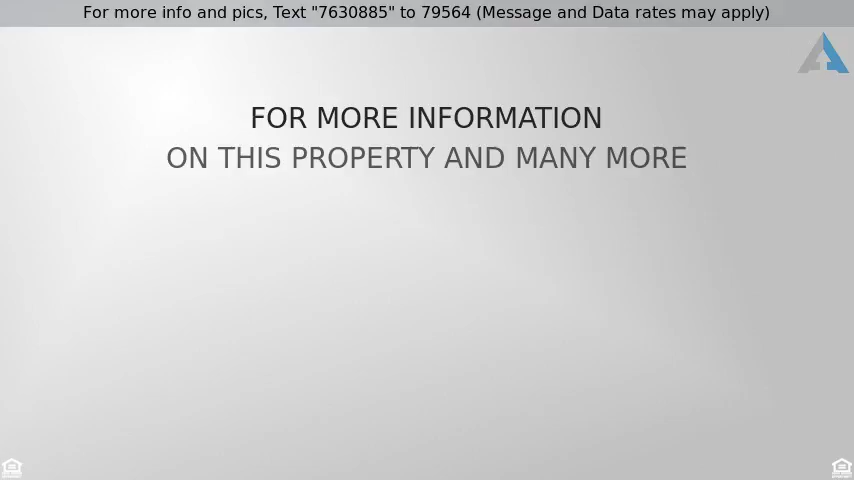 For more info and pics, Text "7630885" to 79564 (Message and Data rates may apply)
FOR MORE INFORMATION
ON THIS PROPERTY AND MANY MORE